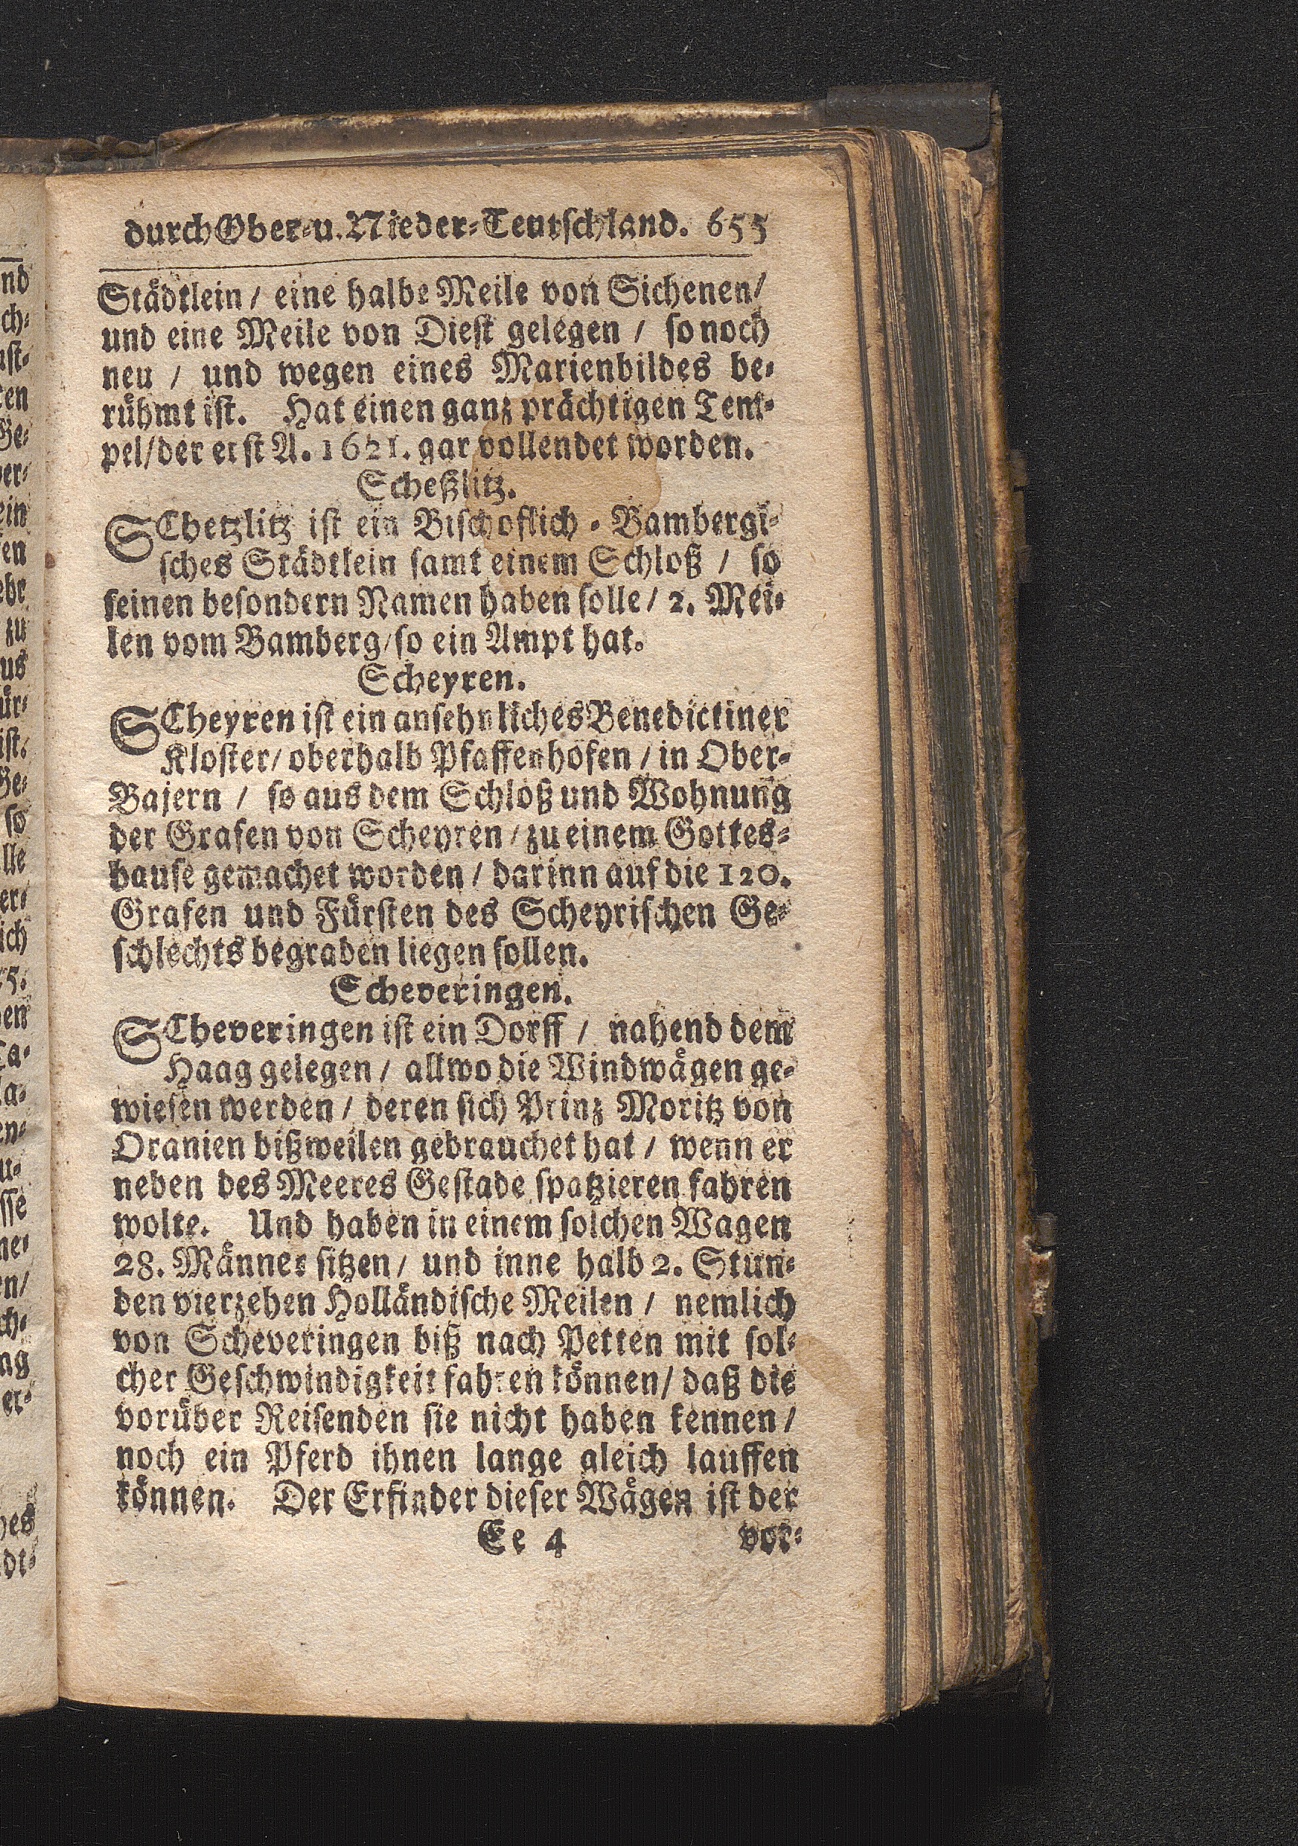 durch Ober-u. Nieder-Teutschland. 655
Städtlein / eine halbe Meile von Sichenen/
und eine Meile von Diest gelegen / so noch
neu / und wegen eines Marienbildes be-
rühmt ist. Hat einen ganz prächtigen Tem-
pel/der erst A. 1621. gar vollendet worden.
Scheßlitz.
SChetzlitz ist ein Bischoflich-Bambergi-
sches Städtlein samt einem Schloß / so
keinen besondern Namen haben solle/ 2. Mei-
len vom Bamberg/so ein Ampt hat.
Scheyren.
SCheyren ist ein ansehnliches Benedictiner
Kloster/ oberhalb Pfaffenhofen / in Ober-
Bajern / so aus dem Schloß und Wohnung
der Grafen von Scheyren / zu einem Gottes-
hause gemachet worden / darinn auf die 120.
Grafen und Fürsten des Scheyrischen Ge-
schlechts begraben liegen sollen.
Scheveringen.
SCheveringen ist ein Dorff / nahend dem
Haag gelegen / allwo die Windwägen ge-
wiesen werden / deren sich Prinz Moritz von
Oranien bißweilen gebrauchet hat / wenn er
neben des Meeres Gestade spatzieren fahren
wolte. Und haben in einem solchen Wagen
28. Männer sitzen / und inne halb 2. Stun-
den vierzehen Holländische Meilen / nemlich
von Scheveringen biß nach Petten mit sol-
cher Geschwindigkeit fahren können/ daß die
vorüber Reisenden sie nicht haben kennen /
noch ein Pferd ihnen lange gleich lauffen
können. Der Erfinder dieser Wägen ist der
Ee 4 vor-